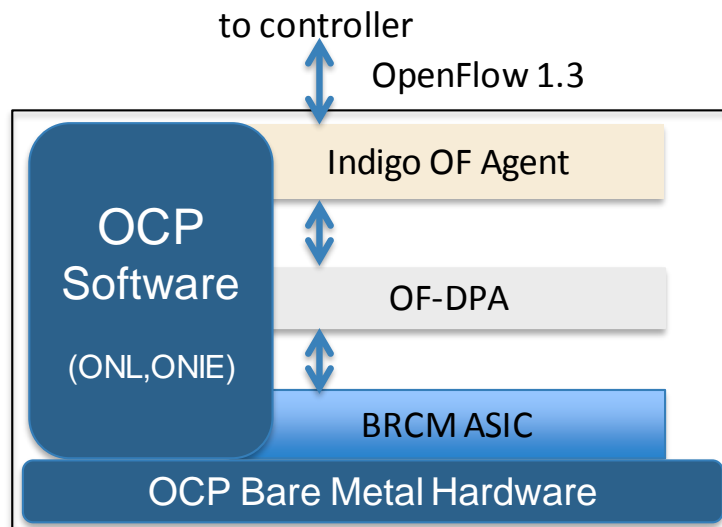 to controller
OpenFlow 1.3
Indigo OF Agent
OCP
Software
(ONL,ONIE)
OF-DPA
BRCM ASIC
OCP Bare Metal Hardware